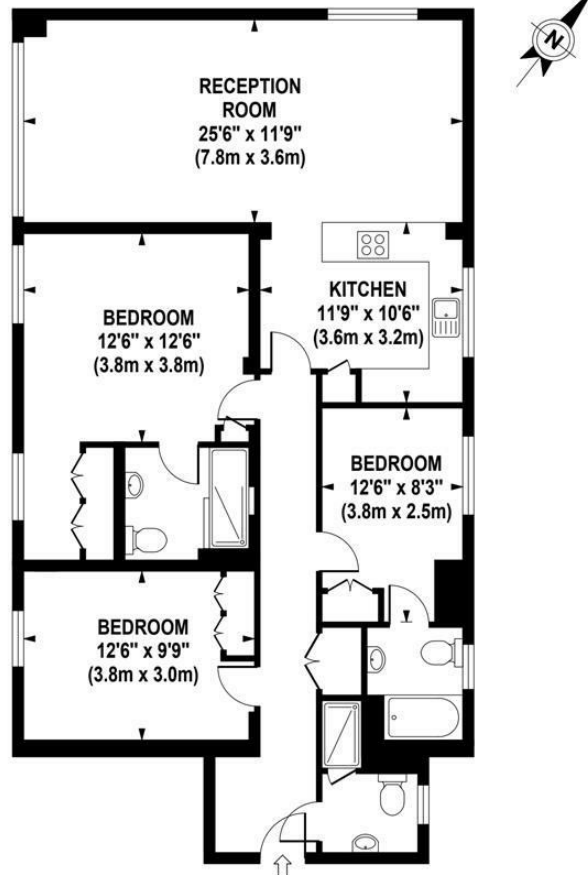 N
RECEPTION
ROOM
25'6" x 11'9"
(7.8m x 3.6m)
KITCHEN
11'9" x 10'6"
(3.6m x 3.2m)
BEDROOM
12'6" x 12'6"
(3.8m x 3.8m)
BEDROOM
12'6" x 8'3"
(3.8m x 2.5m)
BEDROOM
12'6" x 9'9"
(3.8m x 3.0m)